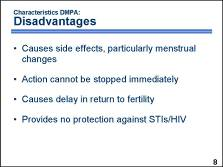 Characteristics DMPA:
Disadvantages
• Causes side effects, particularly menstrual
changes
• Action cannot be stopped immediately
• Causes delay in return to fertility
• Provides no protection against STIs/HIV
8